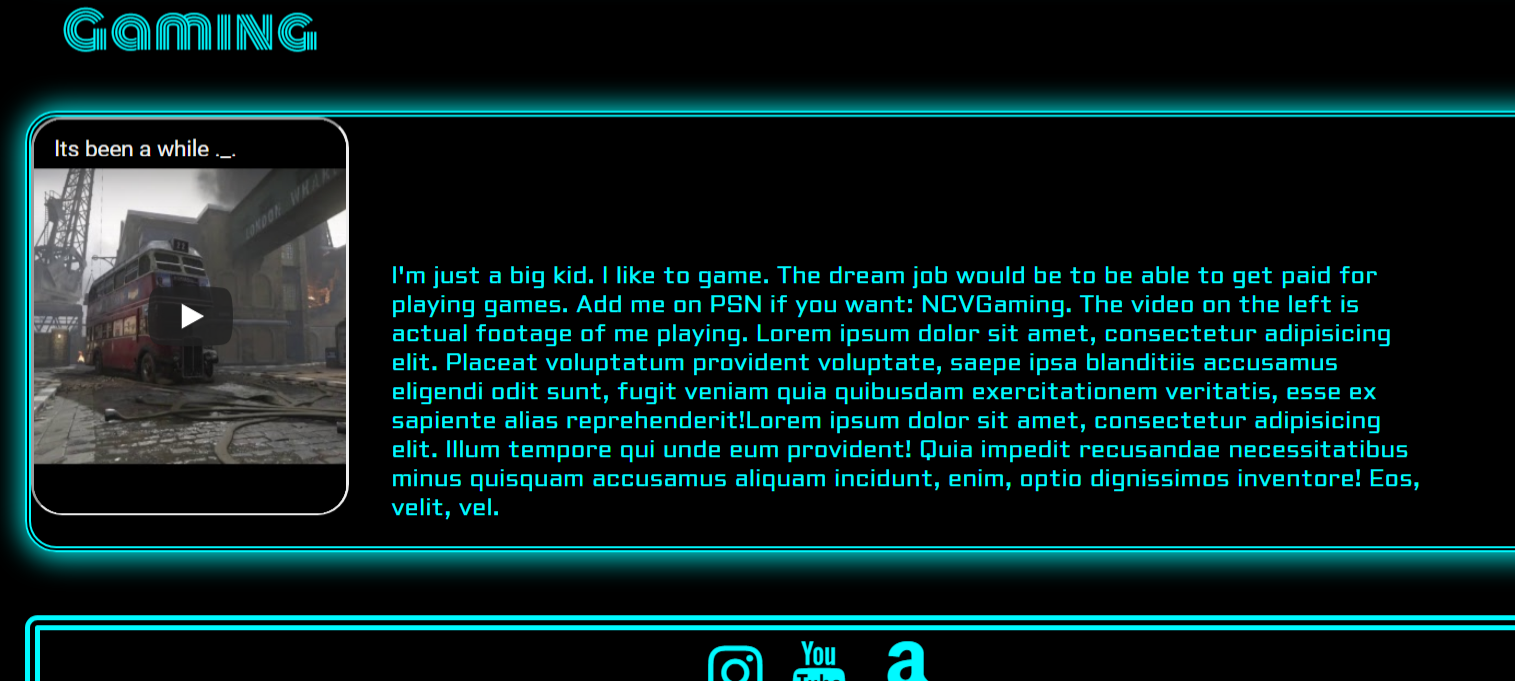 Gaming
Its been a while ._.
LONDON WHAR
I'm just a big kid. I like to game. The dream job would be to be able to get paid for
playing games. Add me on PSN if you want: NCVGaming. The video on the left is
actual footage of me playing. Lorem ipsum dolor sit amet, consectetur adipisicing
elit. Placeat voluptatum provident voluptate, saepe ipsa blanditiis accusamus
eligendi odit sunt, fugit veniam quia quibusdam exercitationem veritatis, esse ex
sapiente alias reprehenderit!Lorem ipsum dolor sit amet, consectetur adipisicing
elit. Illum tempore qui unde eum provident! Quia impedit recusandae necessitatibus
minus quisquam accusamus aliquam incidunt, enim, optio dignissimos inventore! Eos,
velit, vel.
You
Tube
a